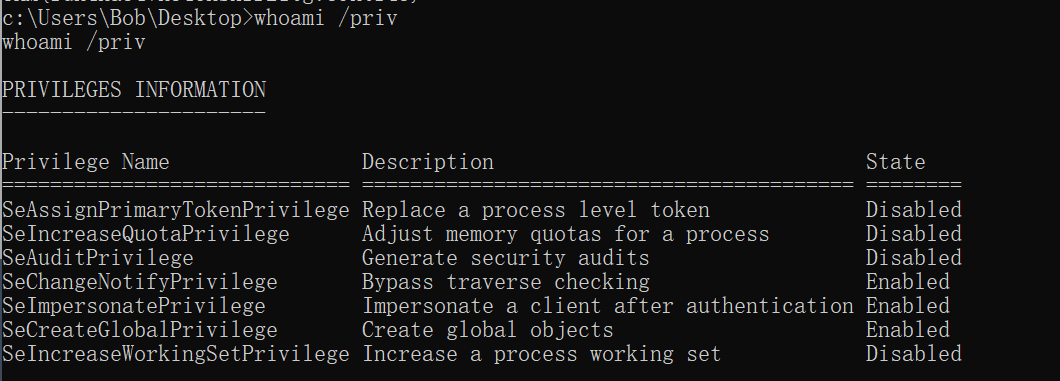 c:\Users\Bob\Desktop>whoami /priv
whoami /priv
PRIVILEGES INFORMATION
----------------------
Privilege Name Description State
============================= ========================================= ========
SeAssignPrimaryTokenPrivilege Replace a process level token Disabled
SeIncreaseQuotaPrivilege Adjust memory quotas for a process Disabled
SeAuditPrivilege Generate security audits Disabled
SeChangeNotifyPrivilege Bypass traverse checking Enabled
SeImpersonatePrivilege Impersonate a client after authentication Enabled
SeCreateGlobalPrivilege Create global objects Enabled
SeIncreaseWorkingSetPrivilege Increase a process working set Disabled